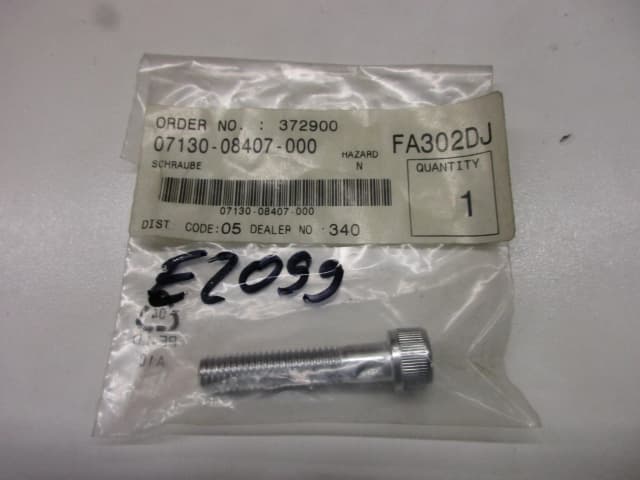 ORDER NO. : 372900
07130-08407-000
HAZARD
FA302DJ
SCHRAUBE
N
QUANTITY
1
07130-08407-000
DIST CODE:05 DEALER NO 340
E2099